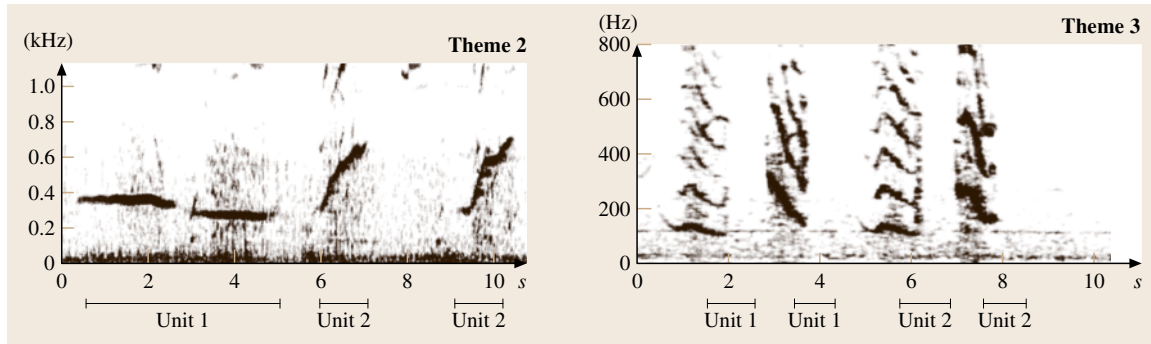 (kHz)
Theme 2
1.0
0.8
0.6
0.4
0.2
0
0 2 4 6 8 10 s
Unit 1 Unit 2 Unit 2
(Hz)
Theme 3
800
600
400
200
0
0 2 4 6 8 10 s
Unit 1 Unit 1 Unit 2 Unit 2